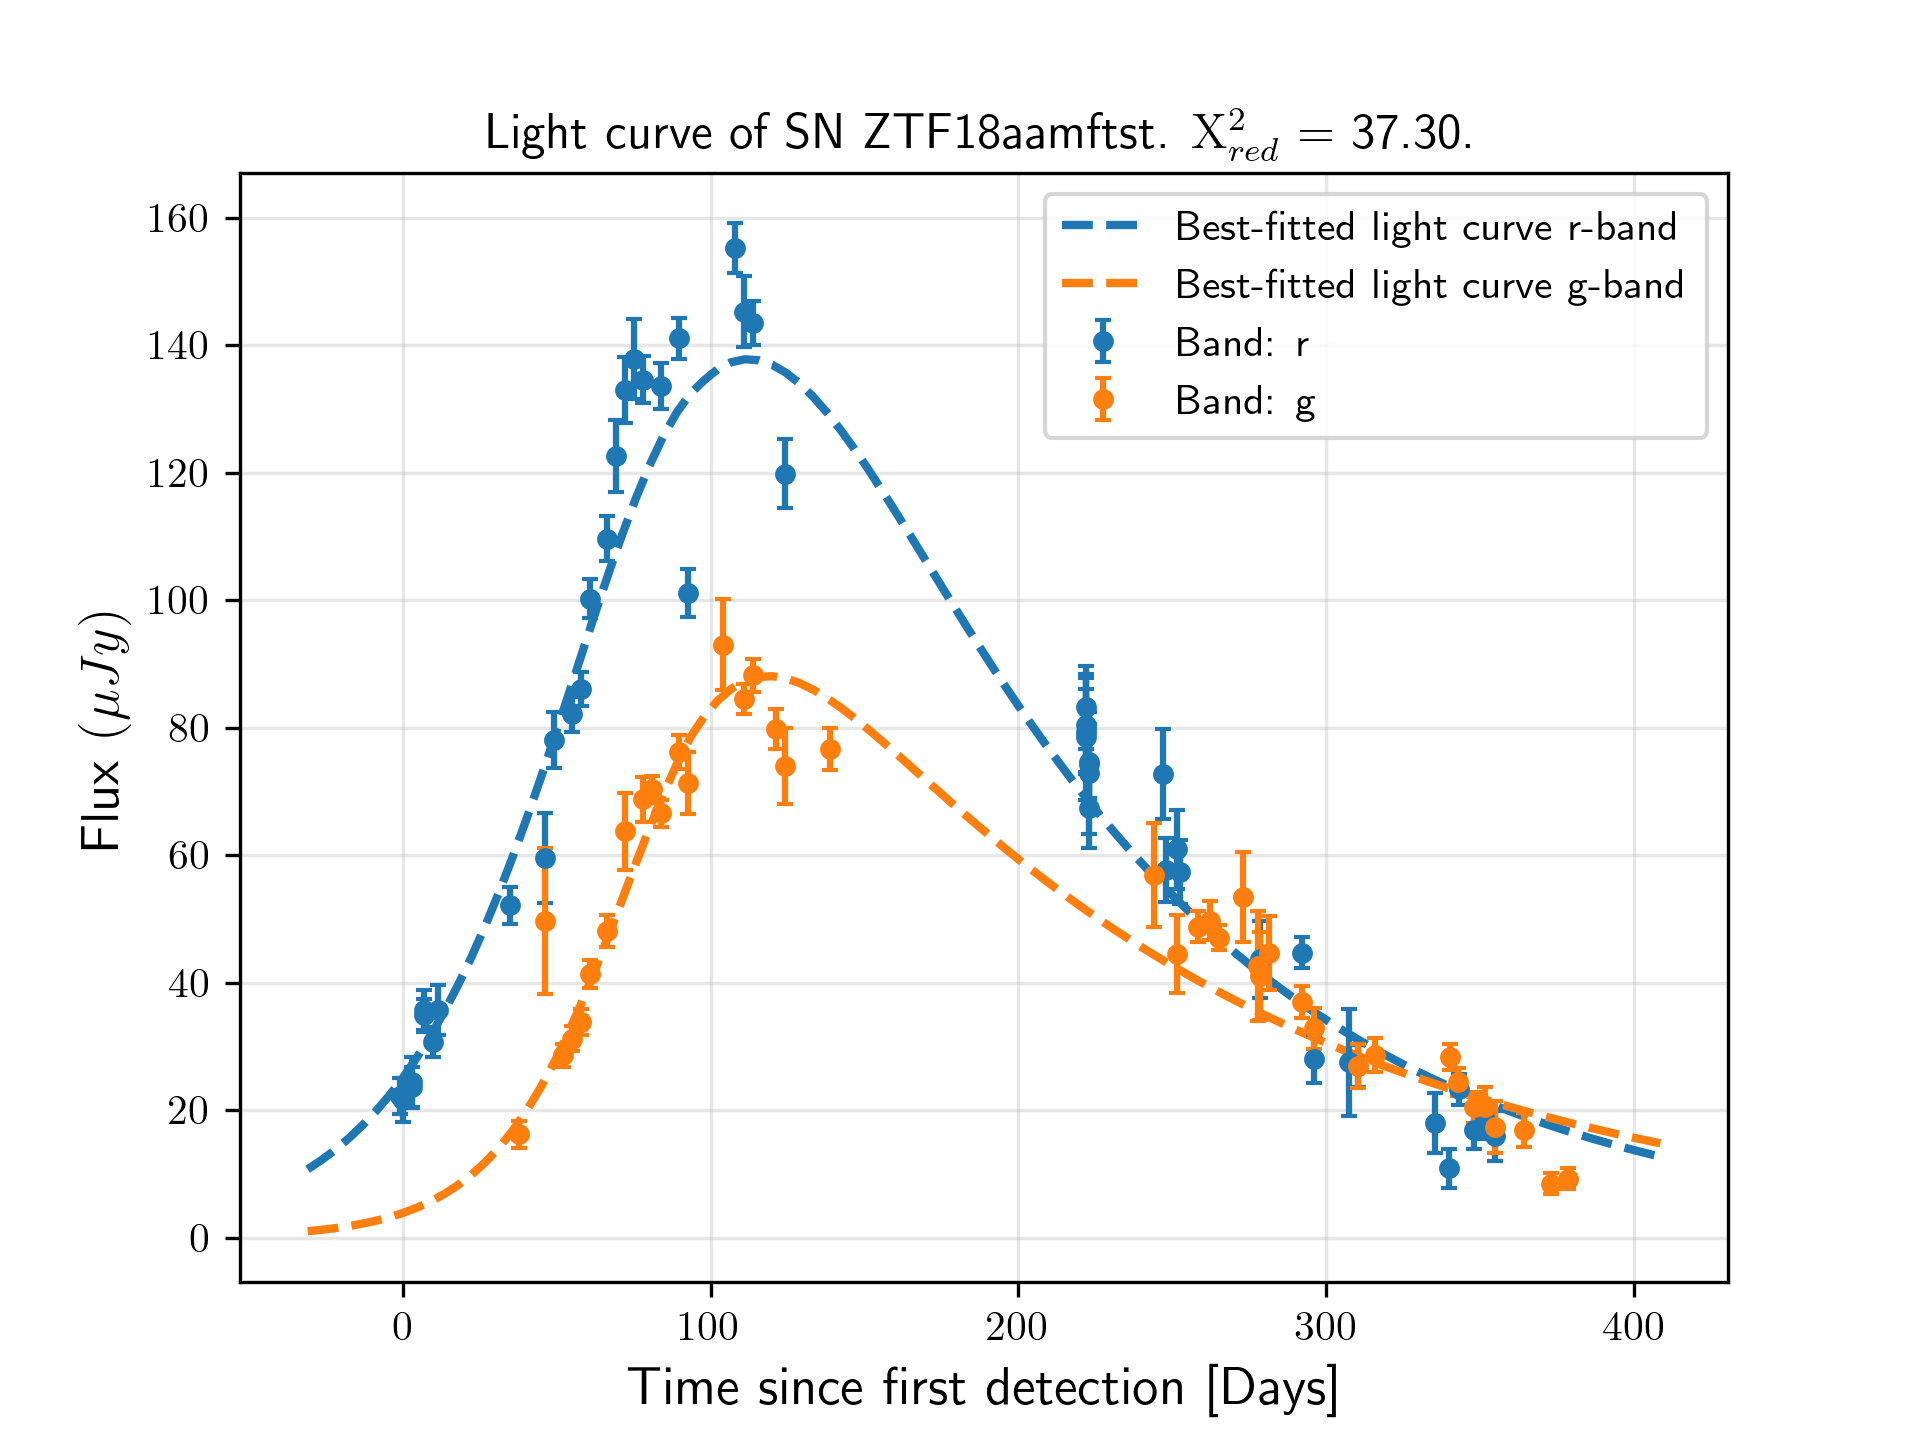 Light curve of SN ZTF18aamftst. X²_red = 37.30.
Best-fitted light curve r-band
Best-fitted light curve g-band
Band: r
Band: g
160
140
120
100
80
60
40
20
0
Flux (μJy)
0 100 200 300 400
Time since first detection [Days]